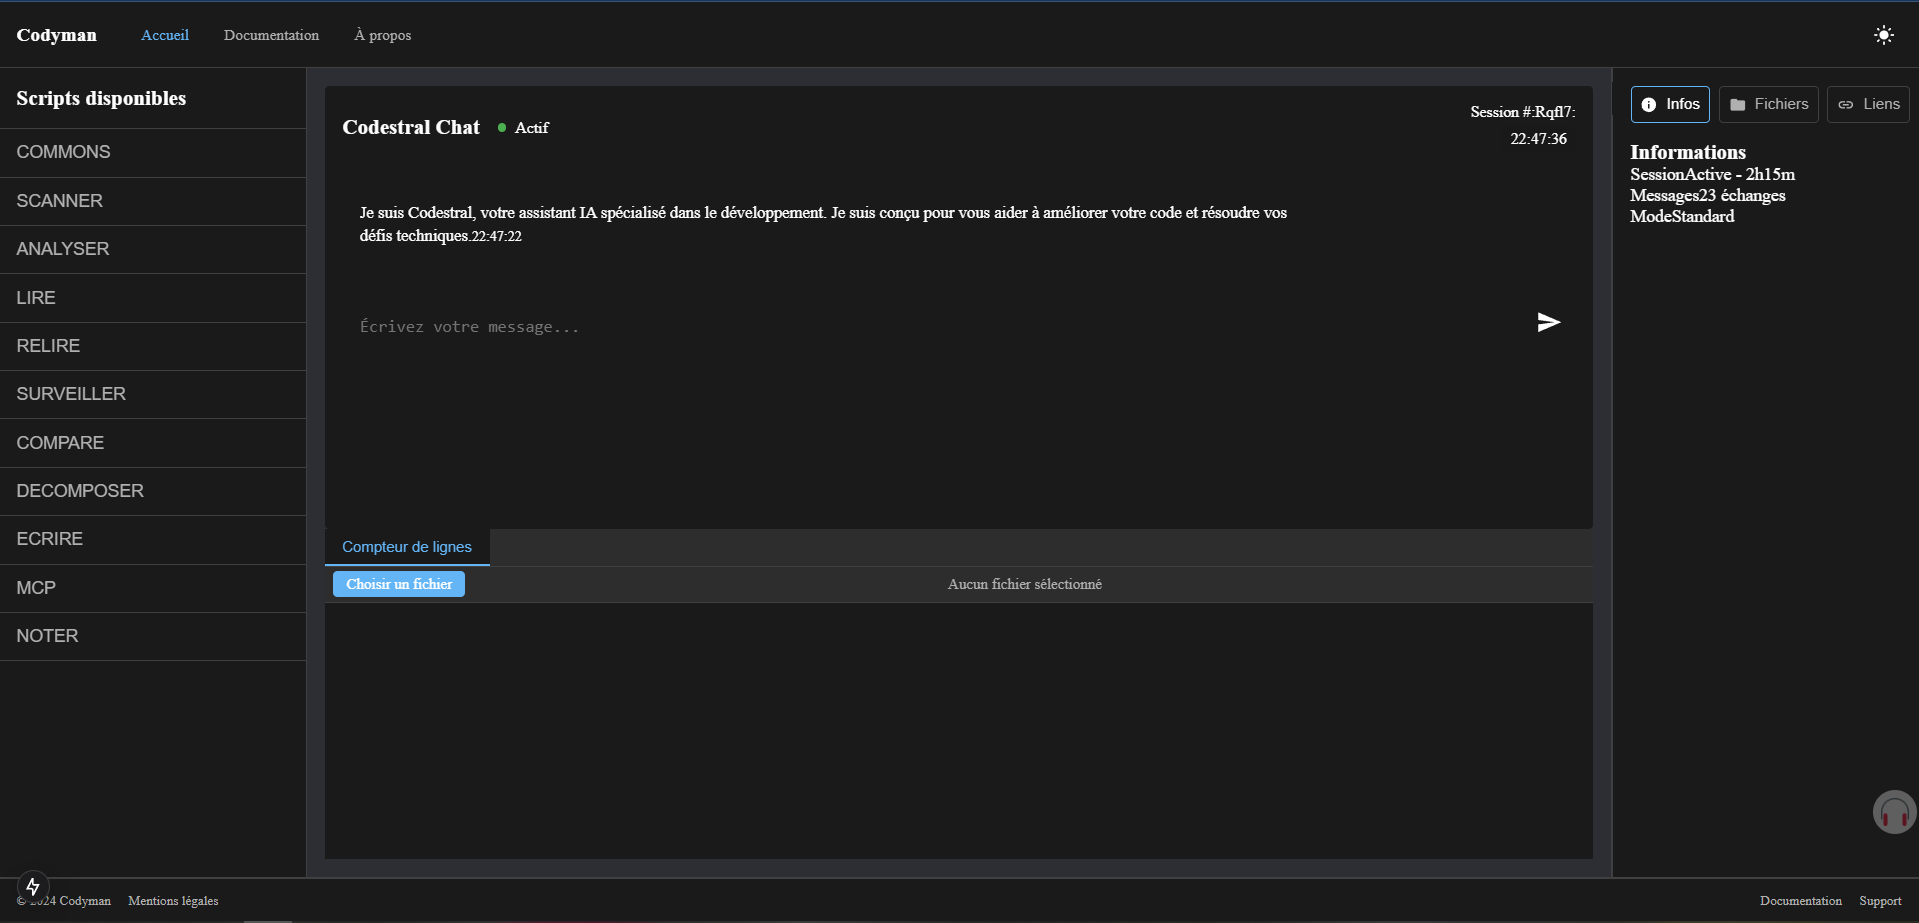 Codyman
Accueil
Documentation
À propos
Scripts disponibles
COMMONS
SCANNER
ANALYSER
LIRE
RELIRE
SURVEILLER
COMPARE
DECOMPOSER
ECRIRE
MCP
NOTER
Codestral Chat
Actif
Session #:Rqfl7:
22:47:36
Je suis Codestral, votre assistant IA spécialisé dans le développement. Je suis conçu pour vous aider à améliorer votre code et résoudre vos
défis techniques.22:47:22
Écrivez votre message...
Compteur de lignes
Choisir un fichier
Aucun fichier sélectionné
Infos
Fichiers
Liens
Informations
SessionActive - 2h15m
Messages23 échanges
ModeStandard
© 2024 Codyman
Mentions légales
Documentation
Support